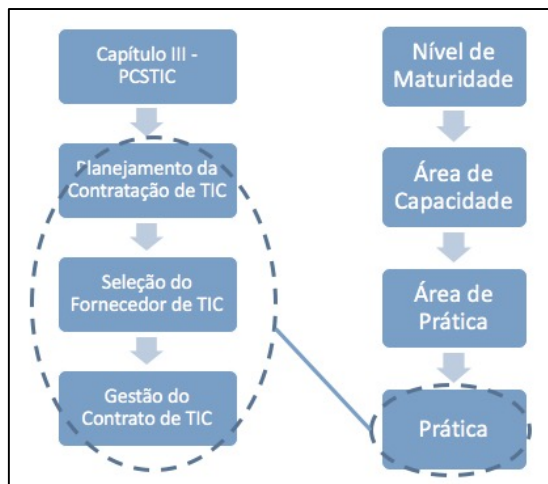 Capítulo III -
PCSTIC
Planejamento da
Contratação de TIC
Seleção do
Fornecedor de TIC
Gestão do
Contrato de TIC
Nível de
Maturidade
Área de
Capacidade
Área de
Prática
Prática